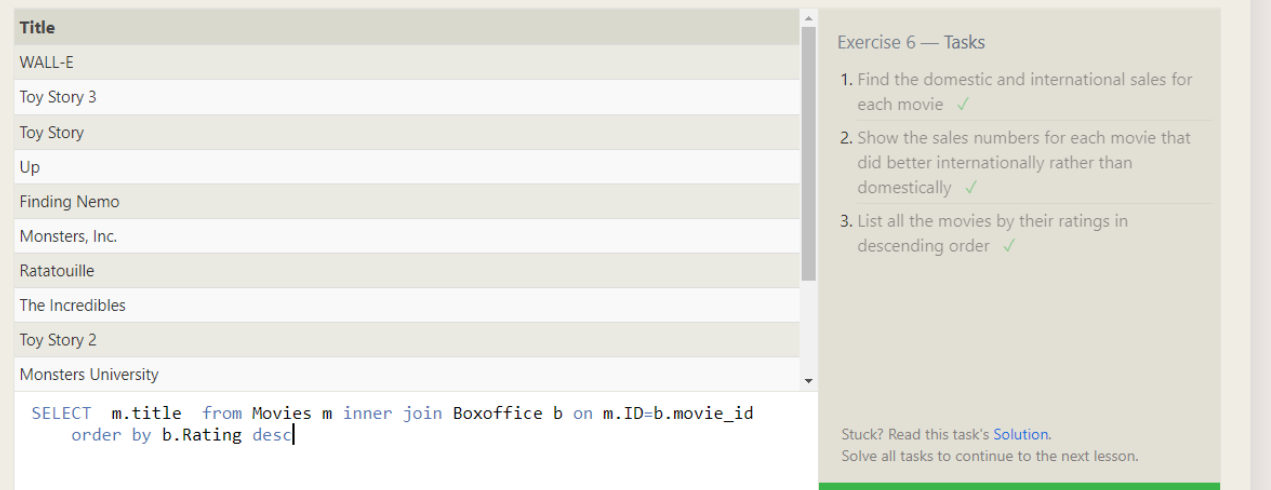 Title
WALL-E
Toy Story 3
Toy Story
Up
Finding Nemo
Monsters, Inc.
Ratatouille
The Incredibles
Toy Story 2
Monsters University
SELECT  m.title  from Movies m inner join Boxoffice b on m.ID=b.movie_id
order by b.Rating desc
Exercise 6 — Tasks
1. Find the domestic and international sales for
each movie ✓
2. Show the sales numbers for each movie that
did better internationally rather than
domestically ✓
3. List all the movies by their ratings in
descending order ✓
Stuck? Read this task's Solution.
Solve all tasks to continue to the next lesson.